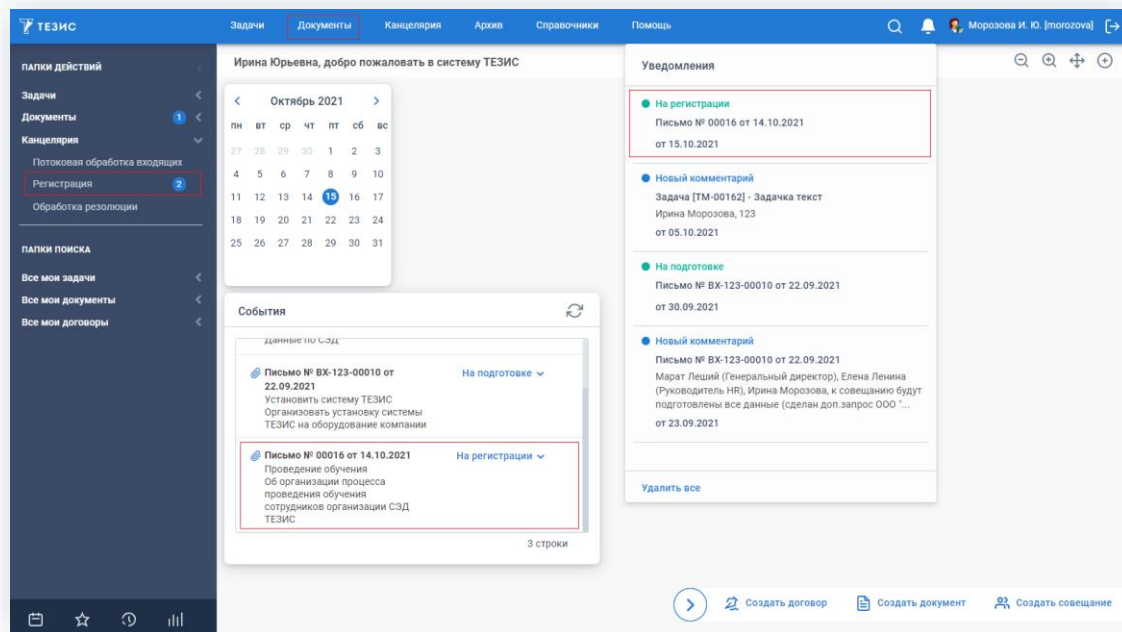 ТЕЗИС
Задачи
Документы
Канцелярия
Архив
Справочники
Помощь
Морозова И. Ю. [morozova]
ПАПКИ ДЕЙСТВИЙ
Задачи
Документы 1
Канцелярия
Потоковая обработка входящих
Регистрация 2
Обработка резолюции
ПАПКИ ПОИСКА
Все мои задачи
Все мои документы
Все мои договоры
Ирина Юрьевна, добро пожаловать в систему ТЕЗИС
Октябрь 2021
пн вт ср чт пт сб вс
27 28 29 30 1 2 3
4 5 6 7 8 9 10
11 12 13 14 15 16 17
18 19 20 21 22 23 24
25 26 27 28 29 30 31
События
Данные по СЭД
Письмо № ВХ-123-00010 от
22.09.2021
На подготовке
Установить систему ТЕЗИС
Организовать установку системы
ТЕЗИС на оборудование компании
Письмо № 00016 от 14.10.2021
На регистрации
Проведение обучения
Об организации процесса
проведения обучения
сотрудников организации СЭД
ТЕЗИС
3 строки
Уведомления
На регистрации
Письмо № 00016 от 14.10.2021
от 15.10.2021
Новый комментарий
Задача [ТМ-00162] - Задачка текст
Ирина Морозова, 123
от 05.10.2021
На подготовке
Письмо № ВХ-123-00010 от 22.09.2021
от 30.09.2021
Новый комментарий
Письмо № ВХ-123-00010 от 22.09.2021
Марат Леший (Генеральный директор), Елена Ленина
(Руководитель HR), Ирина Морозова, к совещанию будут
подготовлены все данные (сделан доп.запрос ООО "...
от 23.09.2021
Удалить все
Создать договор
Создать документ
Создать совещание